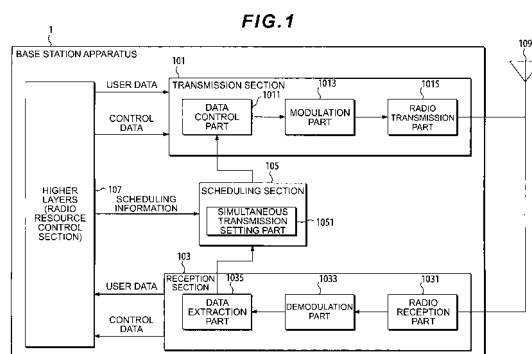 FIG.1
1
BASE STATION APPARATUS
109
USER DATA
CONTROL DATA
101
TRANSMISSION SECTION
1011
DATA
CONTROL
PART
1013
MODULATION
PART
1015
RADIO
TRANSMISSION
PART
HIGHER
LAYERS
(RADIO
RESOURCE
CONTROL
SECTION)
107
SCHEDULING
INFORMATION
105
SCHEDULING SECTION
SIMULTANEOUS
TRANSMISSION
SETTING PART
1051
103
RECEPTION
SECTION
USER DATA
CONTROL
DATA
1035
DATA
EXTRACTION
PART
1033
DEMODULATION
PART
1031
RADIO
RECEPTION
PART